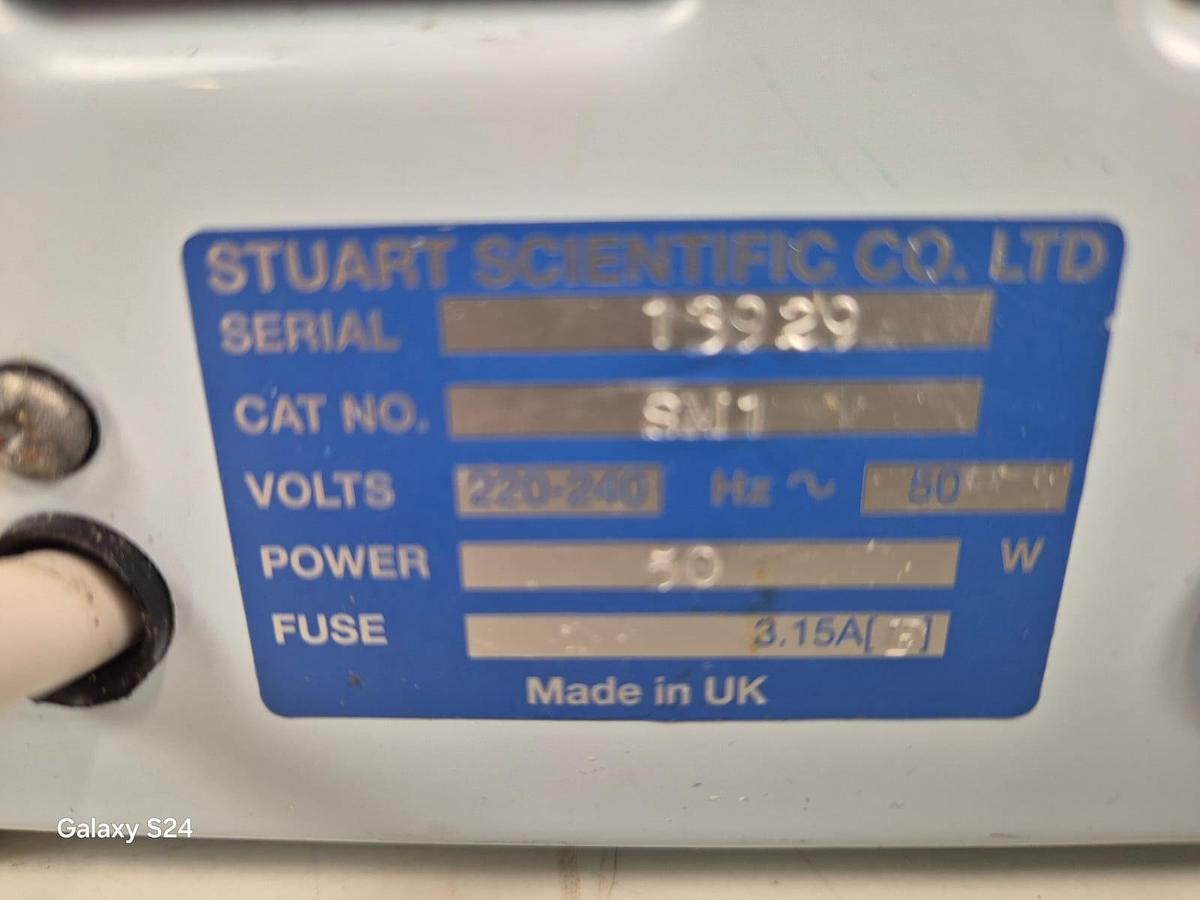 STUART SCIENTIFIC CO. LTD
SERIAL 13929
CAT NO. SM1
VOLTS 220-240 Hz ~ 50
POWER 50 W
FUSE 3.15A[
Made in UK
Galaxy S24